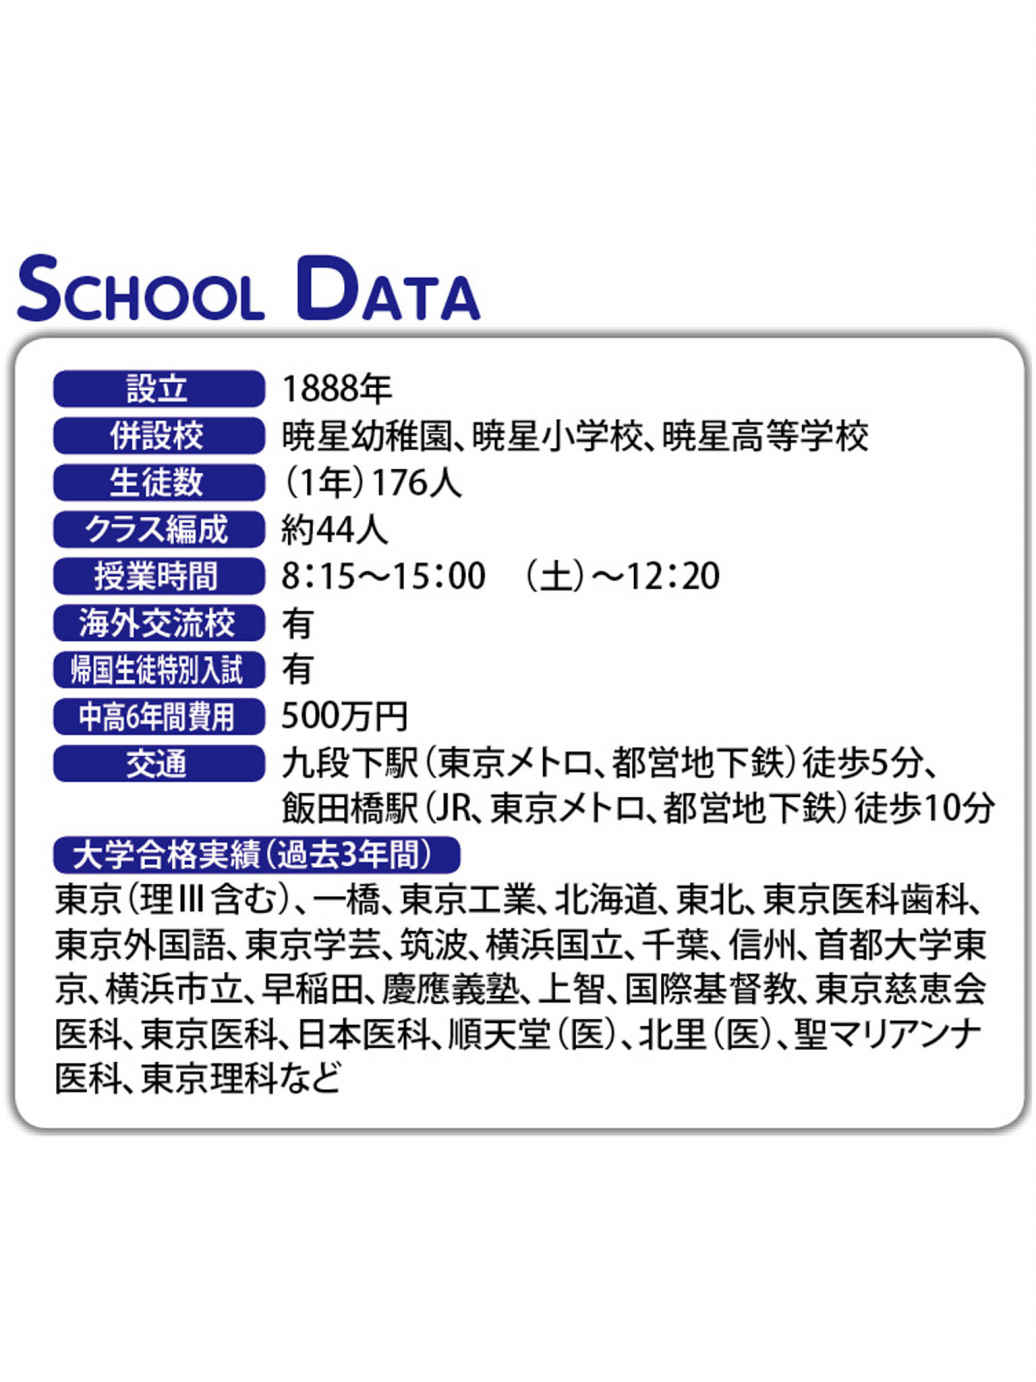 SCHOOL DATA
設立 1888年
併設校 暁星幼稚園、暁星小学校、暁星高等学校
生徒数 （1年）176人
クラス編成 約44人
授業時間 8：15～15：00　（土）～12：20
海外交流校 有
帰国生徒特別入試 有
中高6年間費用 500万円
交通 九段下駅（東京メトロ、都営地下鉄）徒歩5分、
飯田橋駅（JR、東京メトロ、都営地下鉄）徒歩10分
大学合格実績（過去3年間）
東京（理Ⅲ含む）、一橋、東京工業、北海道、東北、東京医科歯科、
東京外国語、東京学芸、筑波、横浜国立、千葉、信州、首都大学東
京、横浜市立、早稲田、慶應義塾、上智、国際基督教、東京慈恵会
医科、東京医科、日本医科、順天堂（医）、北里（医）、聖マリアンナ
医科、東京理科など